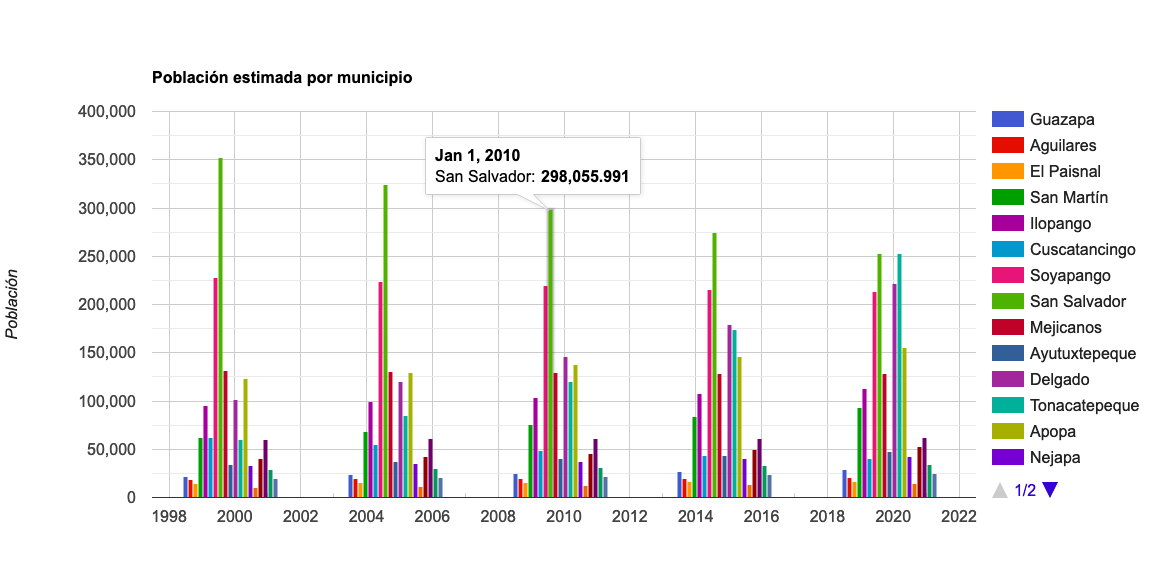 Población estimada por municipio
400,000
350,000
300,000
250,000
200,000
150,000
100,000
50,000
0
Población
Jan 1, 2010
San Salvador: 298,055.991
1998 2000 2002 2004 2006 2008 2010 2012 2014 2016 2018 2020 2022
Guazapa
Aguilares
El Paisnal
San Martín
Ilopango
Cuscatancingo
Soyapango
San Salvador
Mejicanos
Ayutuxtepeque
Delgado
Tonacatepeque
Apopa
Nejapa
1/2